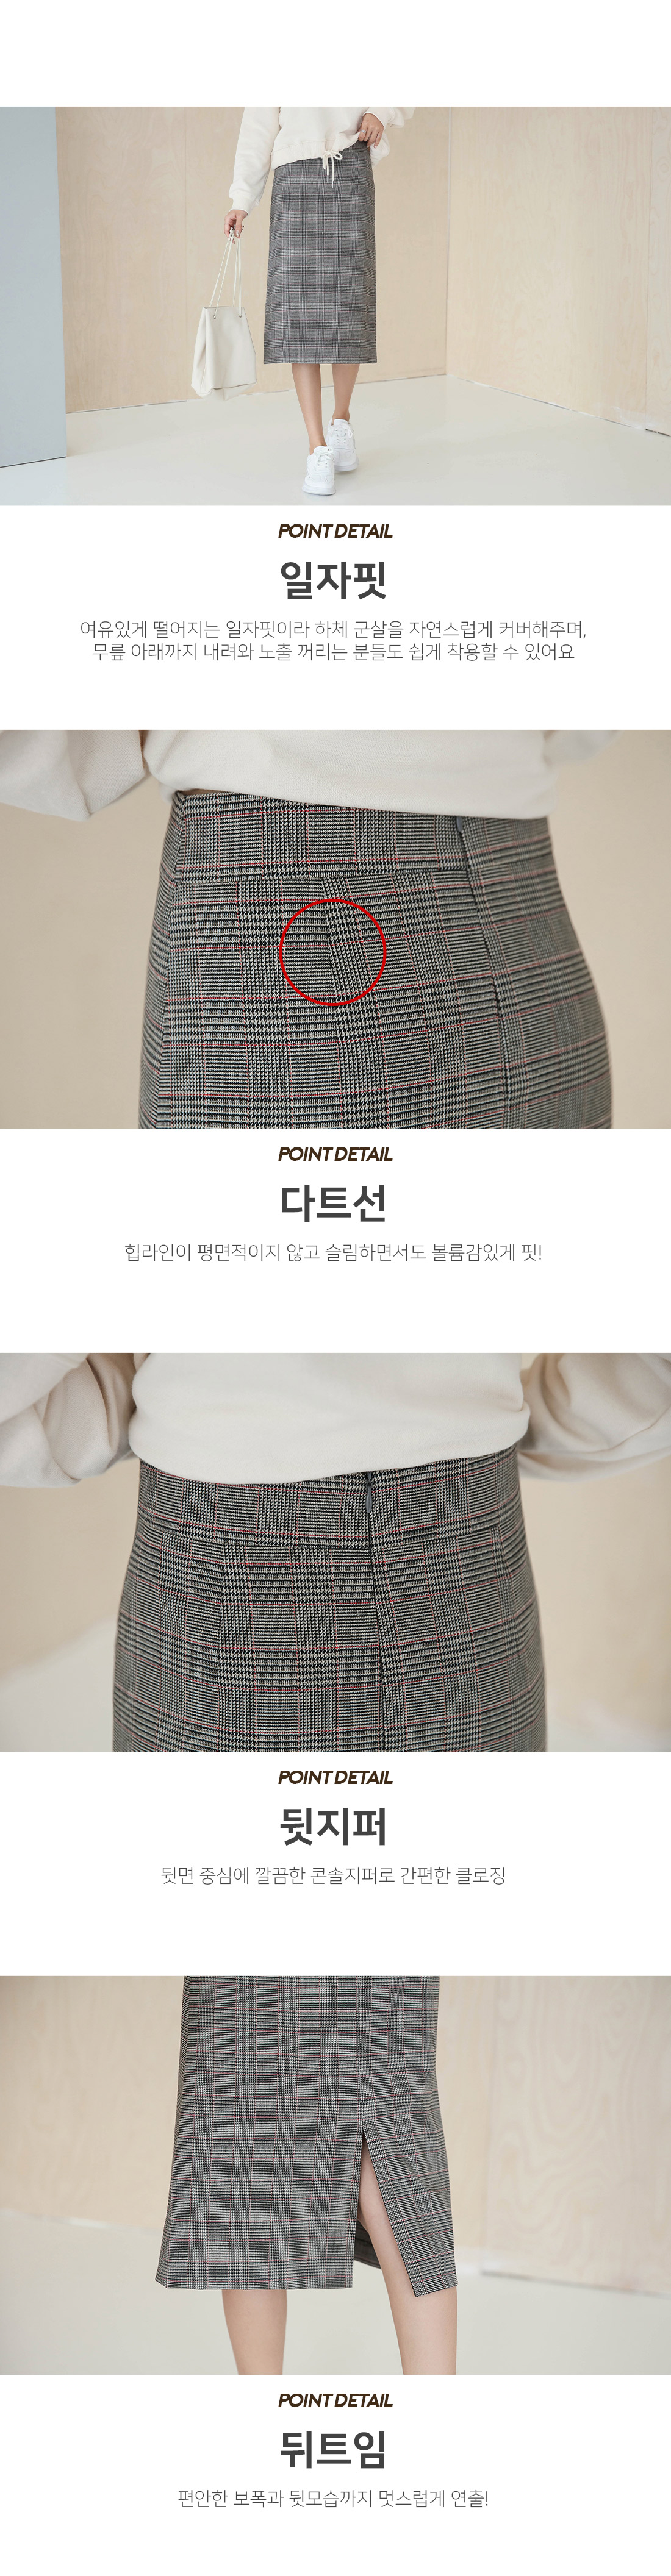 POINT DETAIL
일자핏
여유있게 떨어지는 일자핏이라 하체 군살을 자연스럽게 커버해주며,
무릎 아래까지 내려와 노출 꺼리는 분들도 쉽게 착용할 수 있어요
POINT DETAIL
다트선
힙라인이 평면적이지 않고 슬림하면서도 볼륨감있게 핏!
POINT DETAIL
뒷지퍼
뒷면 중심에 깔끔한 콘솔지퍼로 간편한 클로징
POINT DETAIL
뒤트임
편안한 보폭과 뒷모습까지 멋스럽게 연출!